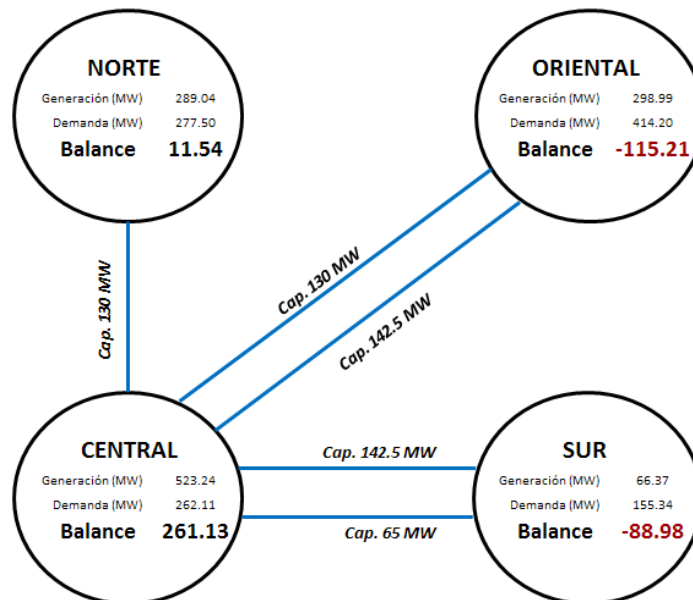 NORTE
Generación (MW) 289.04
Demanda (MW) 277.50
Balance 11.54
ORIENTAL
Generación (MW) 298.99
Demanda (MW) 414.20
Balance -115.21
Cap. 130 MW
Cap. 130 MW
Cap. 142.5 MW
CENTRAL
Generación (MW) 523.24
Demanda (MW) 262.11
Balance 261.13
Cap. 142.5 MW
Cap. 65 MW
SUR
Generación (MW) 66.37
Demanda (MW) 155.34
Balance -88.98